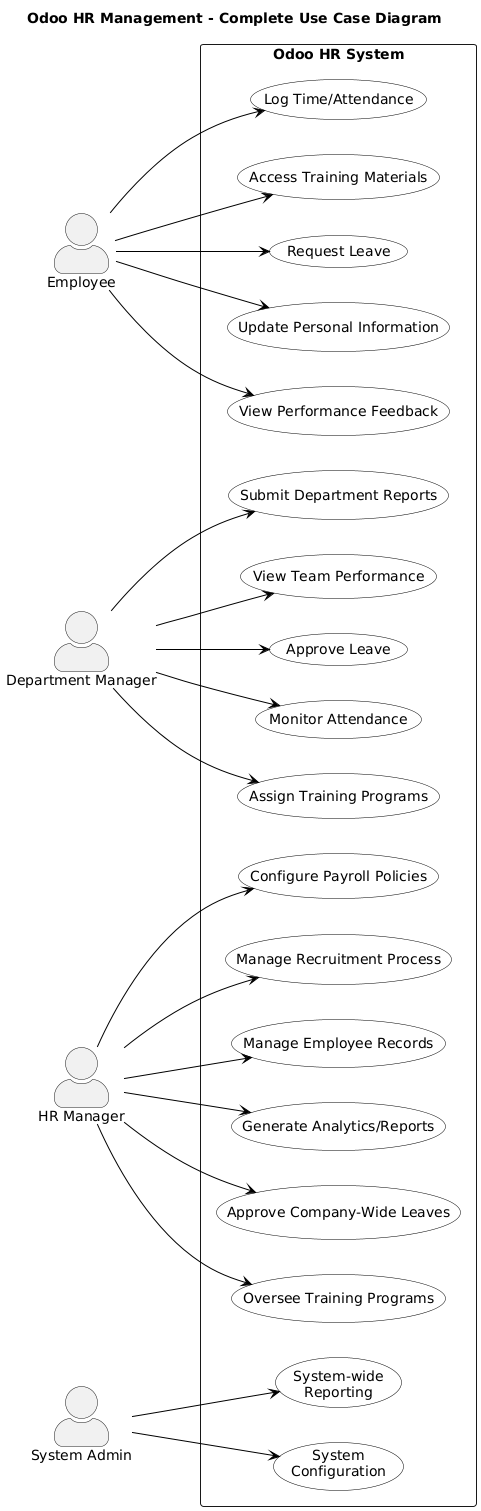 Odoo HR Management - Complete Use Case Diagram
Odoo HR System
Log Time/Attendance
Access Training Materials
Request Leave
Employee
Update Personal Information
View Performance Feedback
Submit Department Reports
View Team Performance
Approve Leave
Department Manager
Monitor Attendance
Assign Training Programs
Configure Payroll Policies
Manage Recruitment Process
Manage Employee Records
HR Manager
Generate Analytics/Reports
Approve Company-Wide Leaves
Oversee Training Programs
System-wide
Reporting
System Admin
System
Configuration